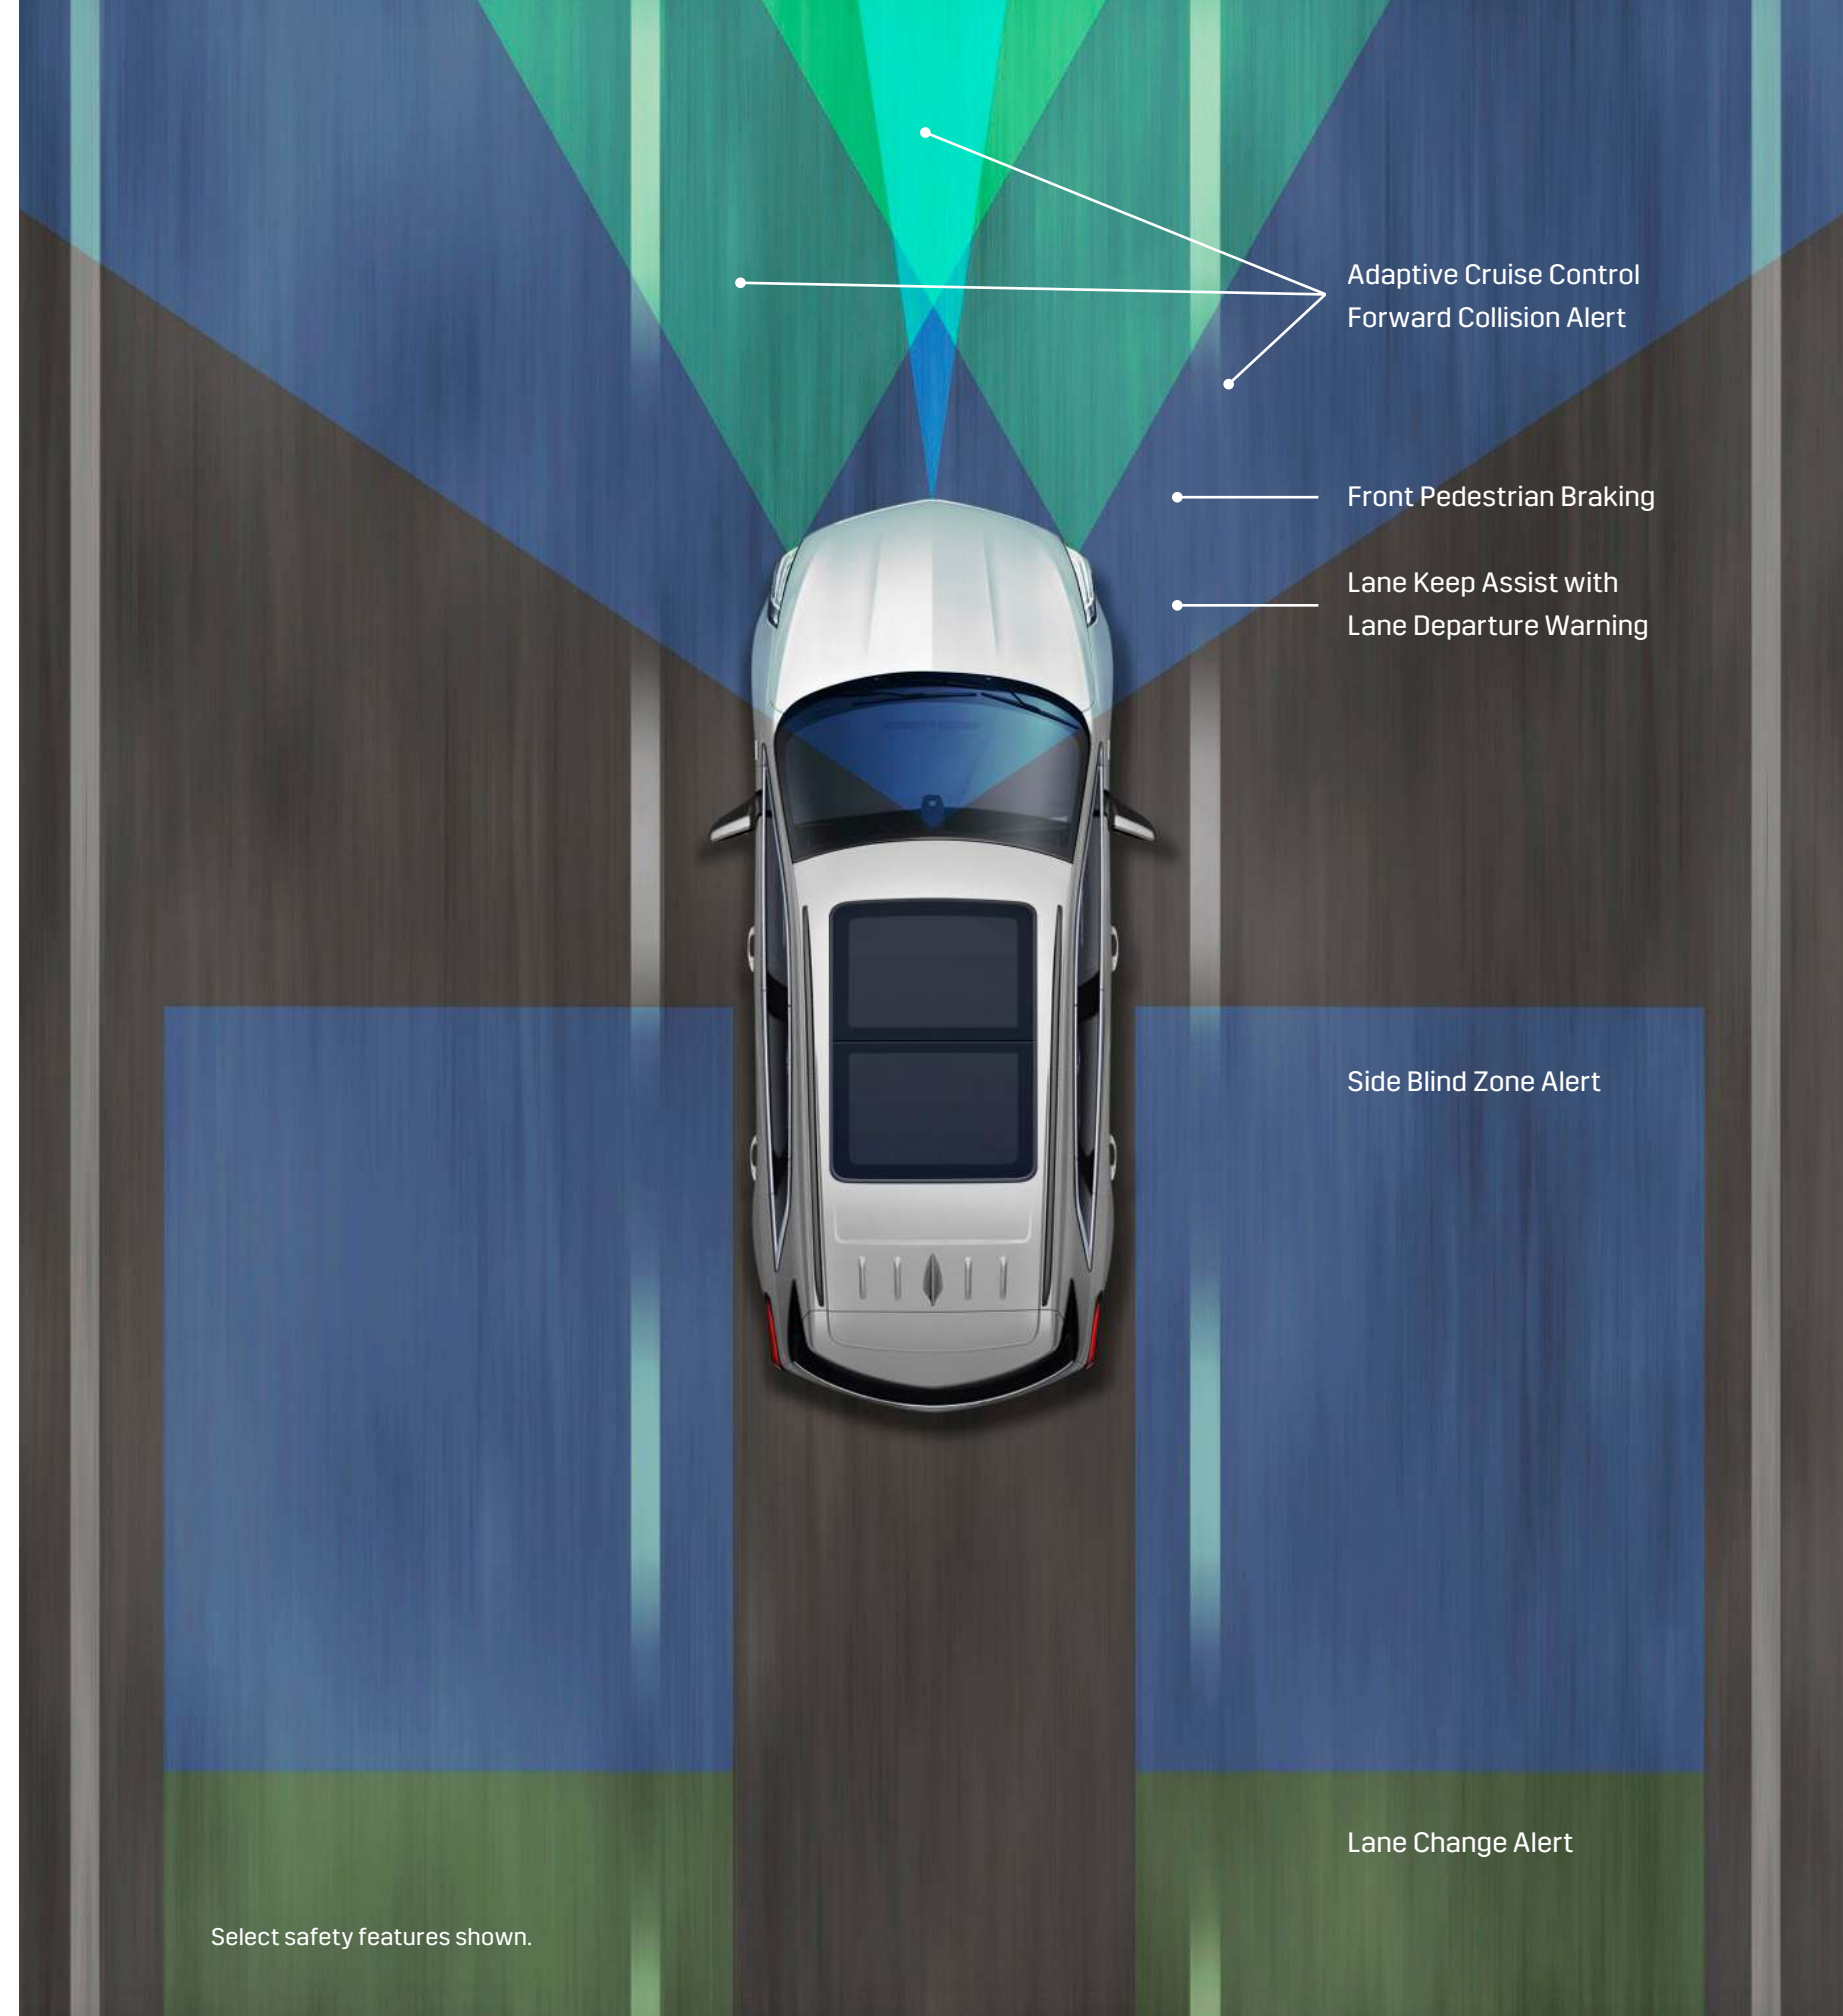 Adaptive Cruise Control
Forward Collision Alert
Front Pedestrian Braking
Lane Keep Assist with
Lane Departure Warning
Side Blind Zone Alert
Lane Change Alert
Select safety features shown.